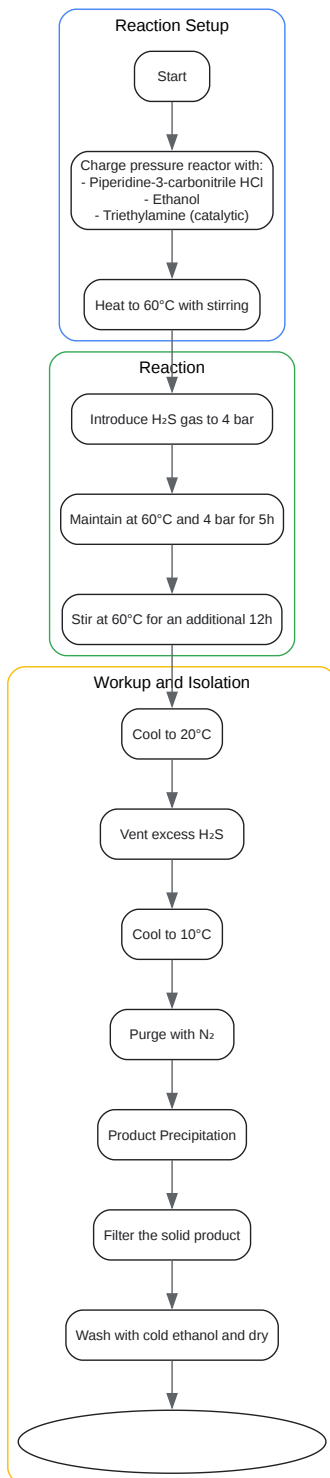 Reaction Setup
Start
Charge pressure reactor with:
- Piperidine-3-carbonitrile HCl
- Ethanol
- Triethylamine (catalytic)
Heat to 60°C with stirring
Reaction
Introduce H₂S gas to 4 bar
Maintain at 60°C and 4 bar for 5h
Stir at 60°C for an additional 12h
Workup and Isolation
Cool to 20°C
Vent excess H₂S
Cool to 10°C
Purge with N₂
Product Precipitation
Filter the solid product
Wash with cold ethanol and dry